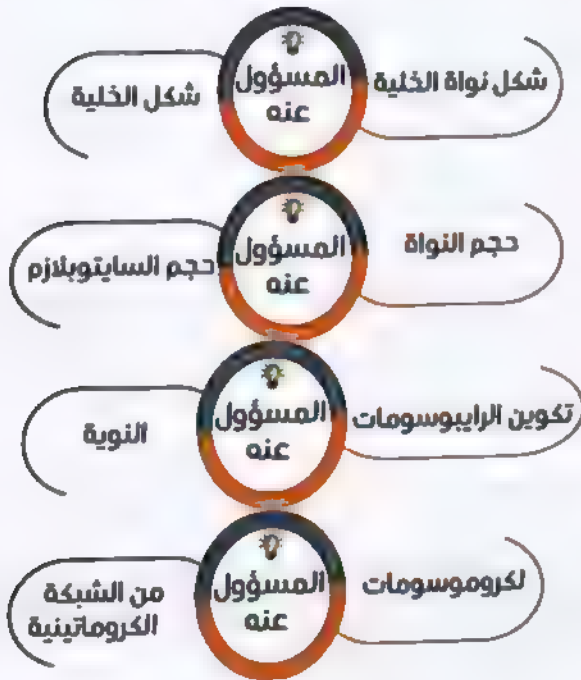 شكل نواة الخلية
المسؤول
عنه
شكل الخلية
حجم النواة
المسؤول
عنه
حجم السايتوبلازم
تكوين الرايبوسومات
المسؤول
عنه
النوية
لكروموسومات
المسؤول
عنه
من الشبكة
الكروماتينية